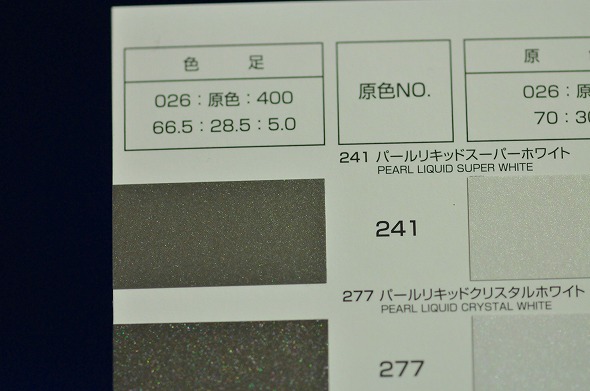 色 足
026：原色：400
66.5：28.5：5.0
原色NO.
原
026：原
70：30
241 パールリキッドスーパーホワイト
PEARL LIQUID SUPER WHITE
241
277 パールリキッドクリスタルホワイト
PEARL LIQUID CRYSTAL WHITE
277